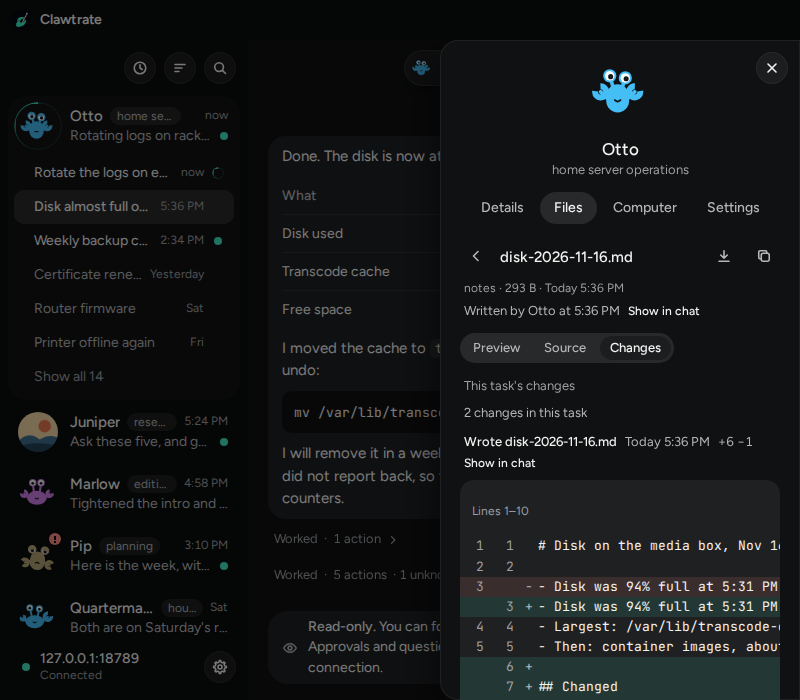 Clawtrate
Otto home se... now
Rotating logs on rack...
Rotate the logs on e... now
Disk almost full o... 5:36 PM
Weekly backup c... 2:34 PM
Certificate rene... Yesterday
Router firmware Sat
Printer offline again Fri
Show all 14
Juniper rese... 5:24 PM
Ask these five, and g...
Marlow editi... 4:58 PM
Tightened the intro and ...
Pip planning 3:10 PM
Here is the week, wit...
Quarterma... hou... Sat
Both are on Saturday's r...
127.0.0.1:18789
Connected
Done. The disk is now at
What
Disk used
Transcode cache
Free space
I moved the cache to
undo:
mv /var/lib/transc
I will remove it in a week
did not report back, so
counters.
Worked · 1 action
Worked · 5 actions · 1 unkno
Read-only. You can fo
Approvals and questi
connection.
Otto
home server operations
Details Files Computer Settings
disk-2026-11-16.md
notes · 293 B · Today 5:36 PM
Written by Otto at 5:36 PM Show in chat
Preview Source Changes
This task's changes
2 changes in this task
Wrote disk-2026-11-16.md Today 5:36 PM +6 −1
Show in chat
Lines 1–10
1 1 # Disk on the media box, Nov 16
2 2
3 - - Disk was 94% full at 5:31 PM
3 + - Disk was 94% full at 5:31 PM
4 4 - Largest: /var/lib/transcode-
5 5 - Then: container images, abou
6 +
7 + ## Changed